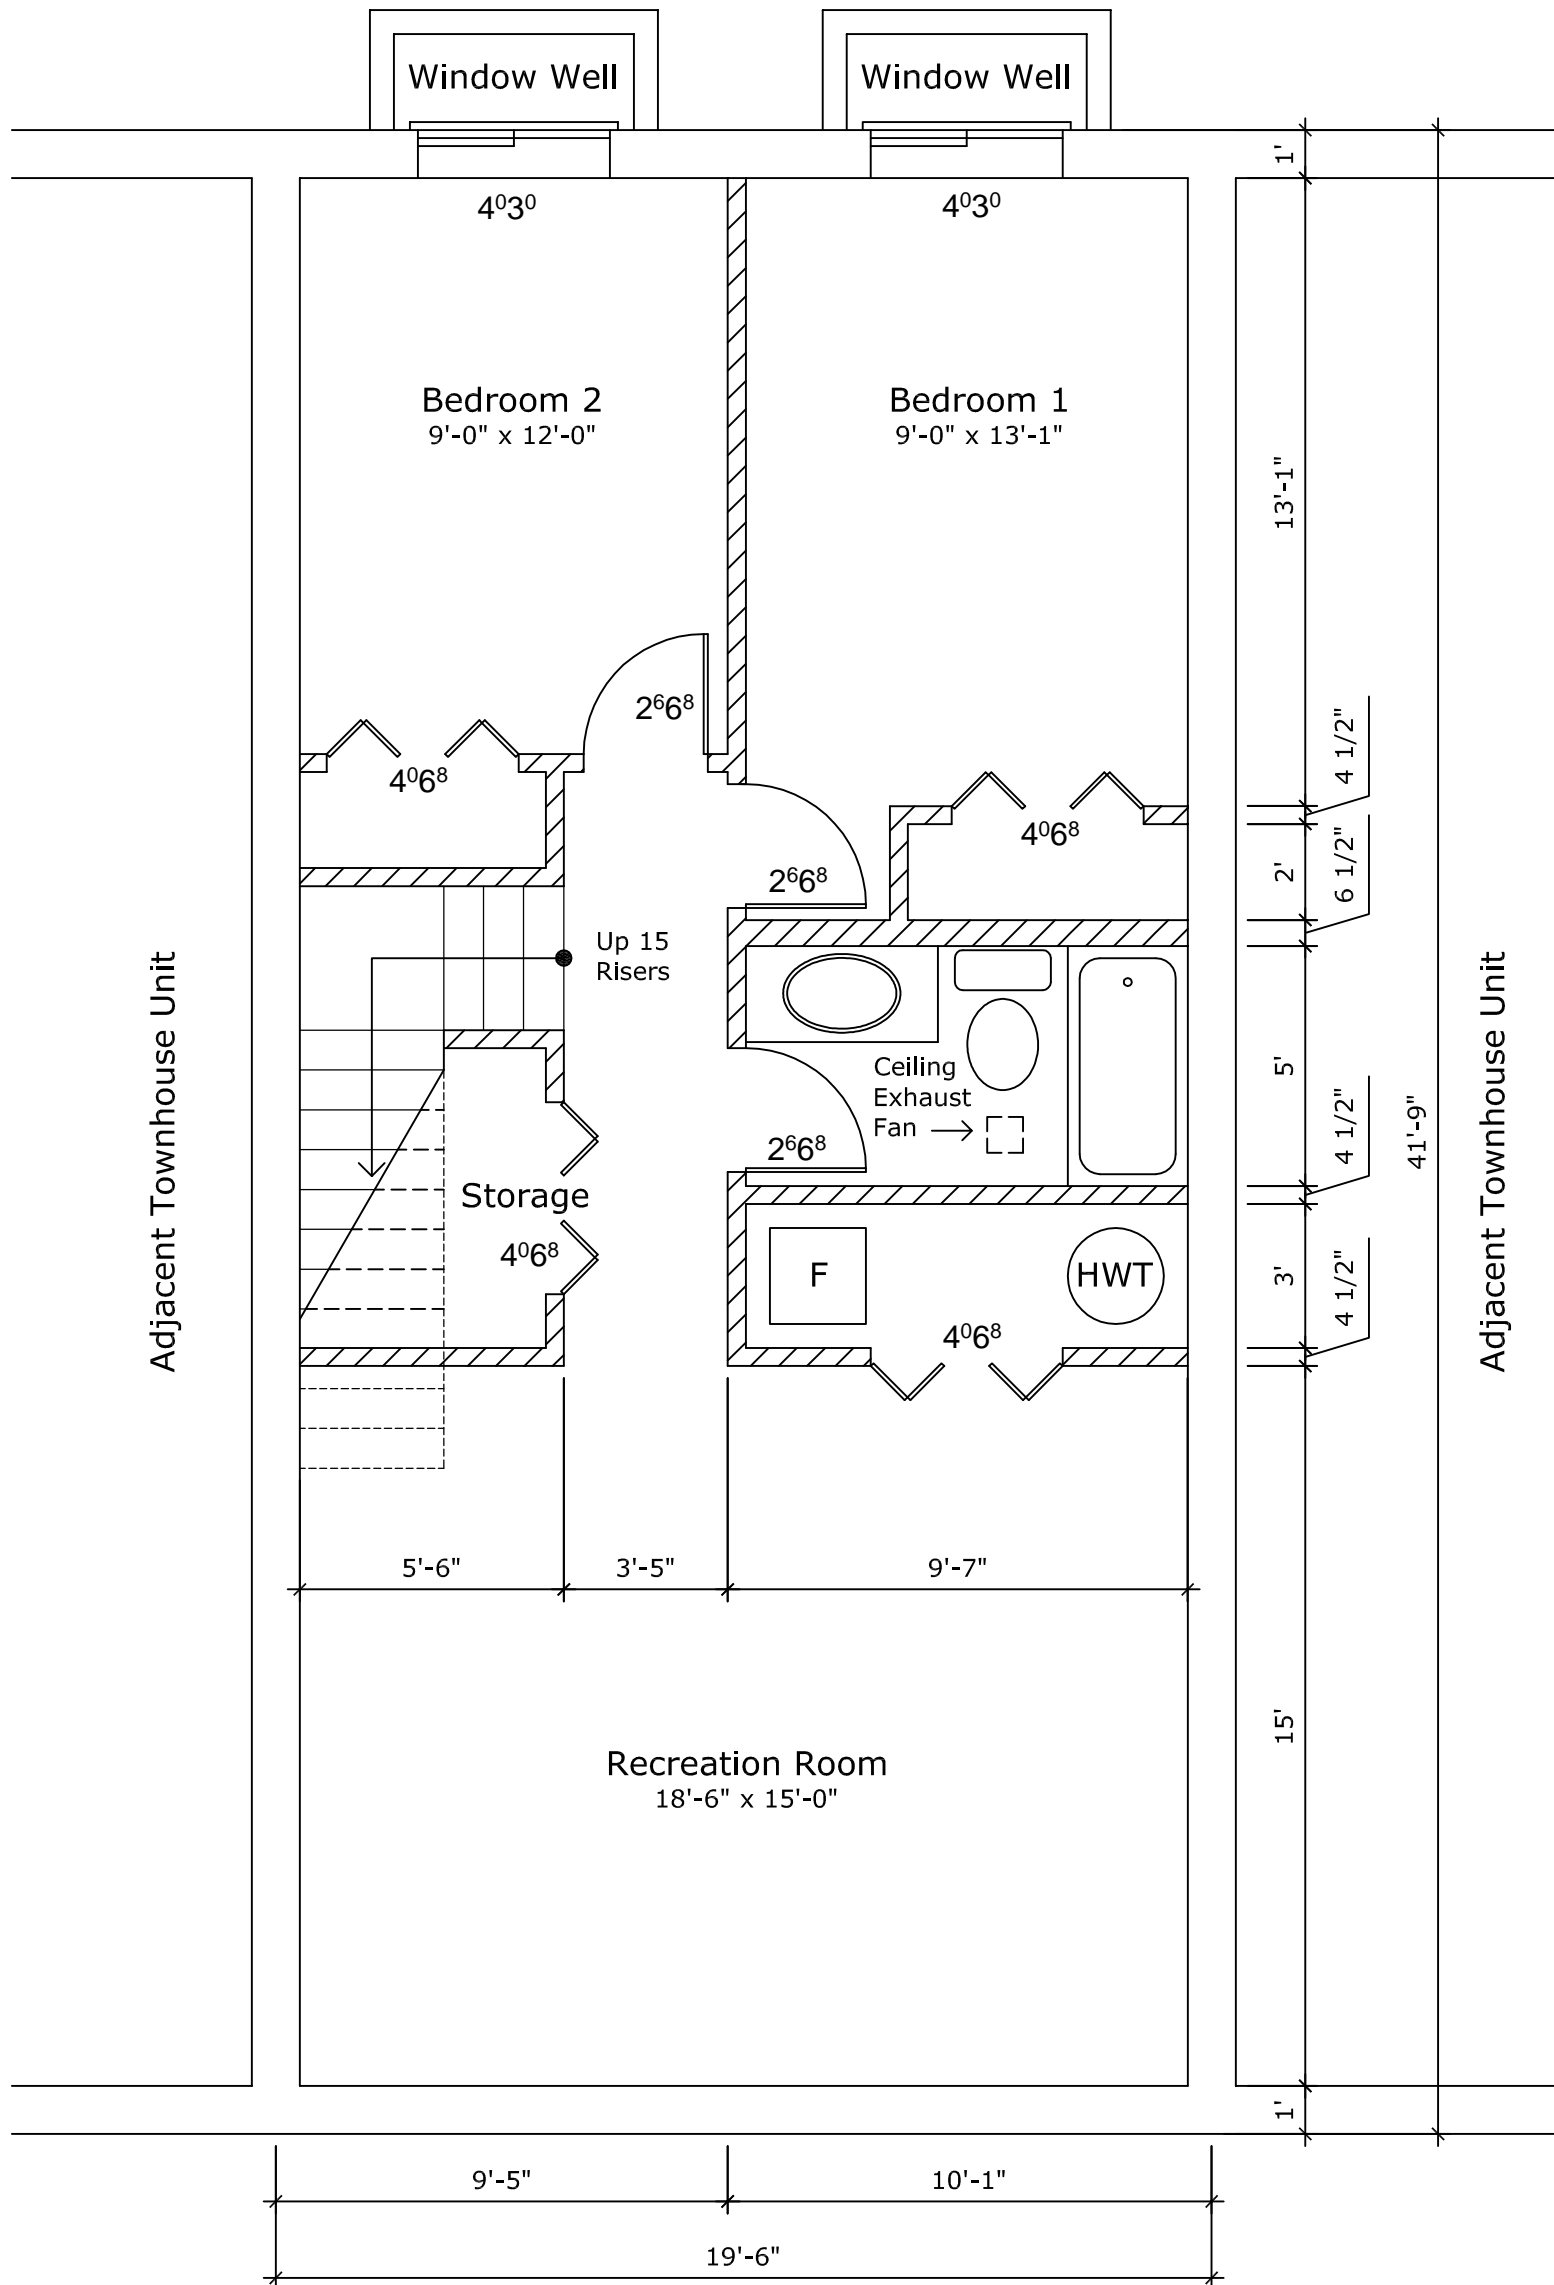 Window Well
Window Well
1'
4⁰3⁰
4⁰3⁰
Bedroom 2
9'-0" x 12'-0"
Bedroom 1
9'-0" x 13'-1"
13'-1"
2⁶6⁸
4 1/2"
4⁰6⁸
4⁰6⁸
2⁶6⁸
2'
6 1/2"
Up 15
Risers
Adjacent Townhouse Unit
Adjacent Townhouse Unit
Ceiling
Exhaust
Fan
5'
2⁶6⁸
4 1/2"
41'-9"
Storage
4⁰6⁸
F
HWT
3'
4 1/2"
4⁰6⁸
5'-6"
3'-5"
9'-7"
Recreation Room
18'-6" x 15'-0"
15'
1'
9'-5"
10'-1"
19'-6"